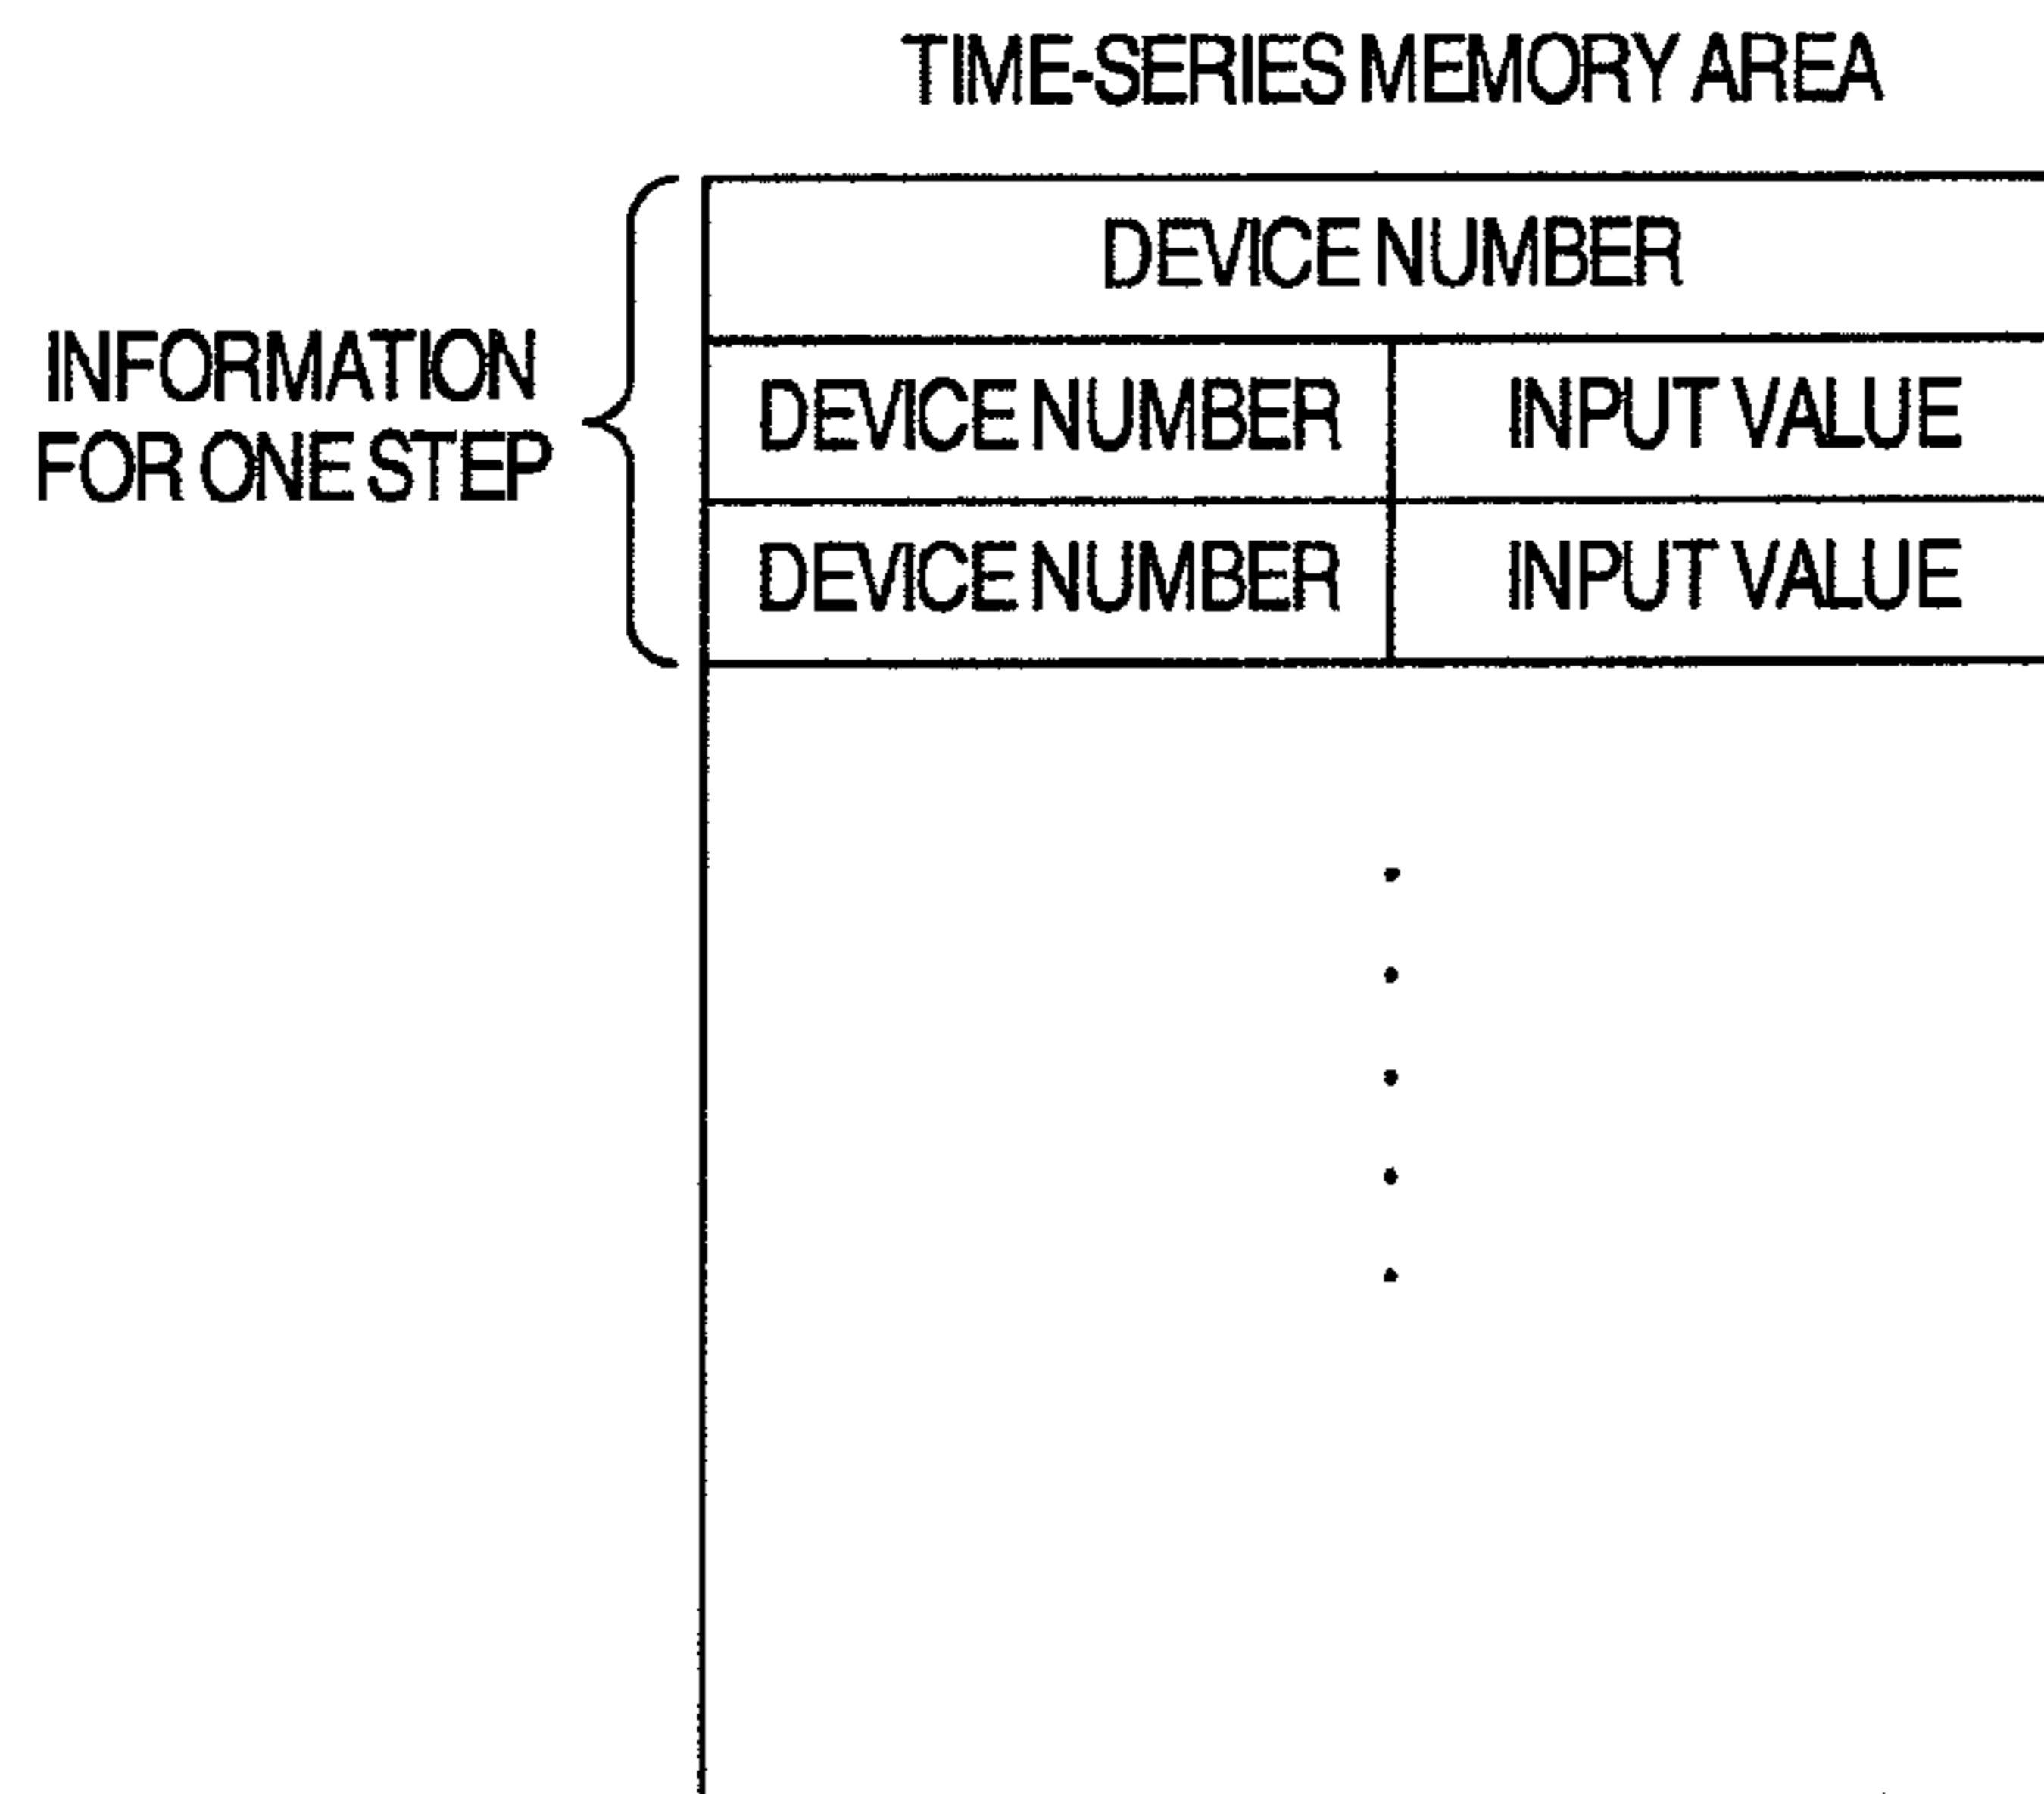 TIME-SERIES MEMORY AREA
DEVICE NUMBER
INFORMATION
FOR ONE STEP
DEVICE NUMBER INPUT VALUE
DEVICE NUMBER INPUT VALUE